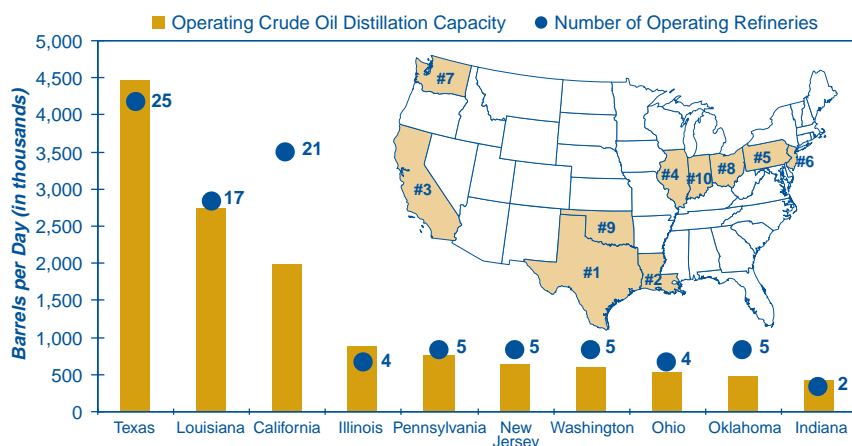 Operating Crude Oil Distillation Capacity
Number of Operating Refineries
Barrels per Day (in thousands)
5,000
4,500
4,000
3,500
3,000
2,500
2,000
1,500
1,000
500
0
25
17
21
4
5
5
5
4
5
2
#7
#3
#4
#10
#8
#5
#6
#9
#1
#2
Texas
Louisiana
California
Illinois
Pennsylvania
New
Jersey
Washington
Ohio
Oklahoma
Indiana